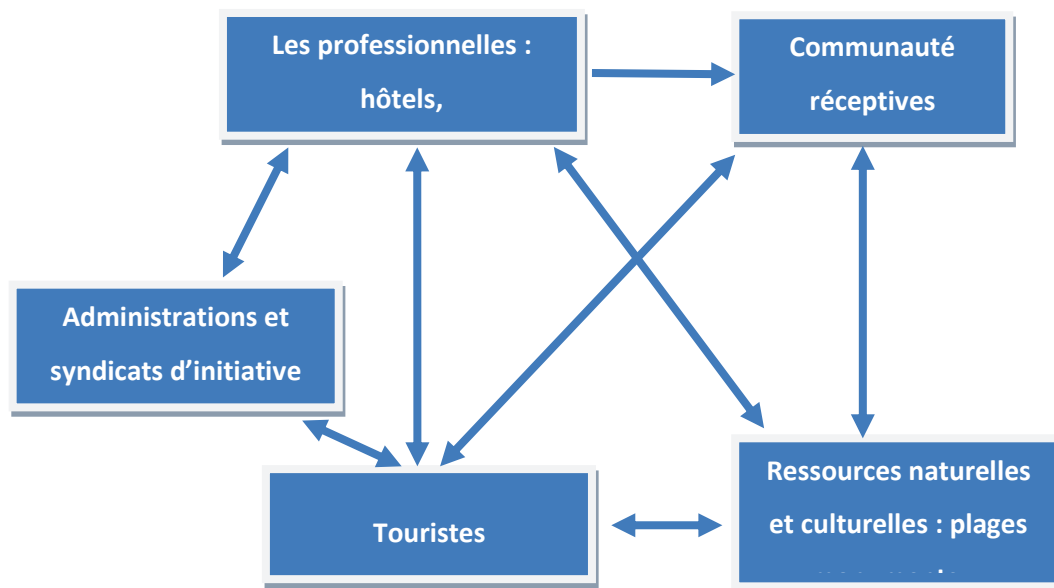 Les professionnelles :
hôtels,
Communauté
réceptives
Administrations et
syndicats d’initiative
Touristes
Ressources naturelles
et culturelles : plages